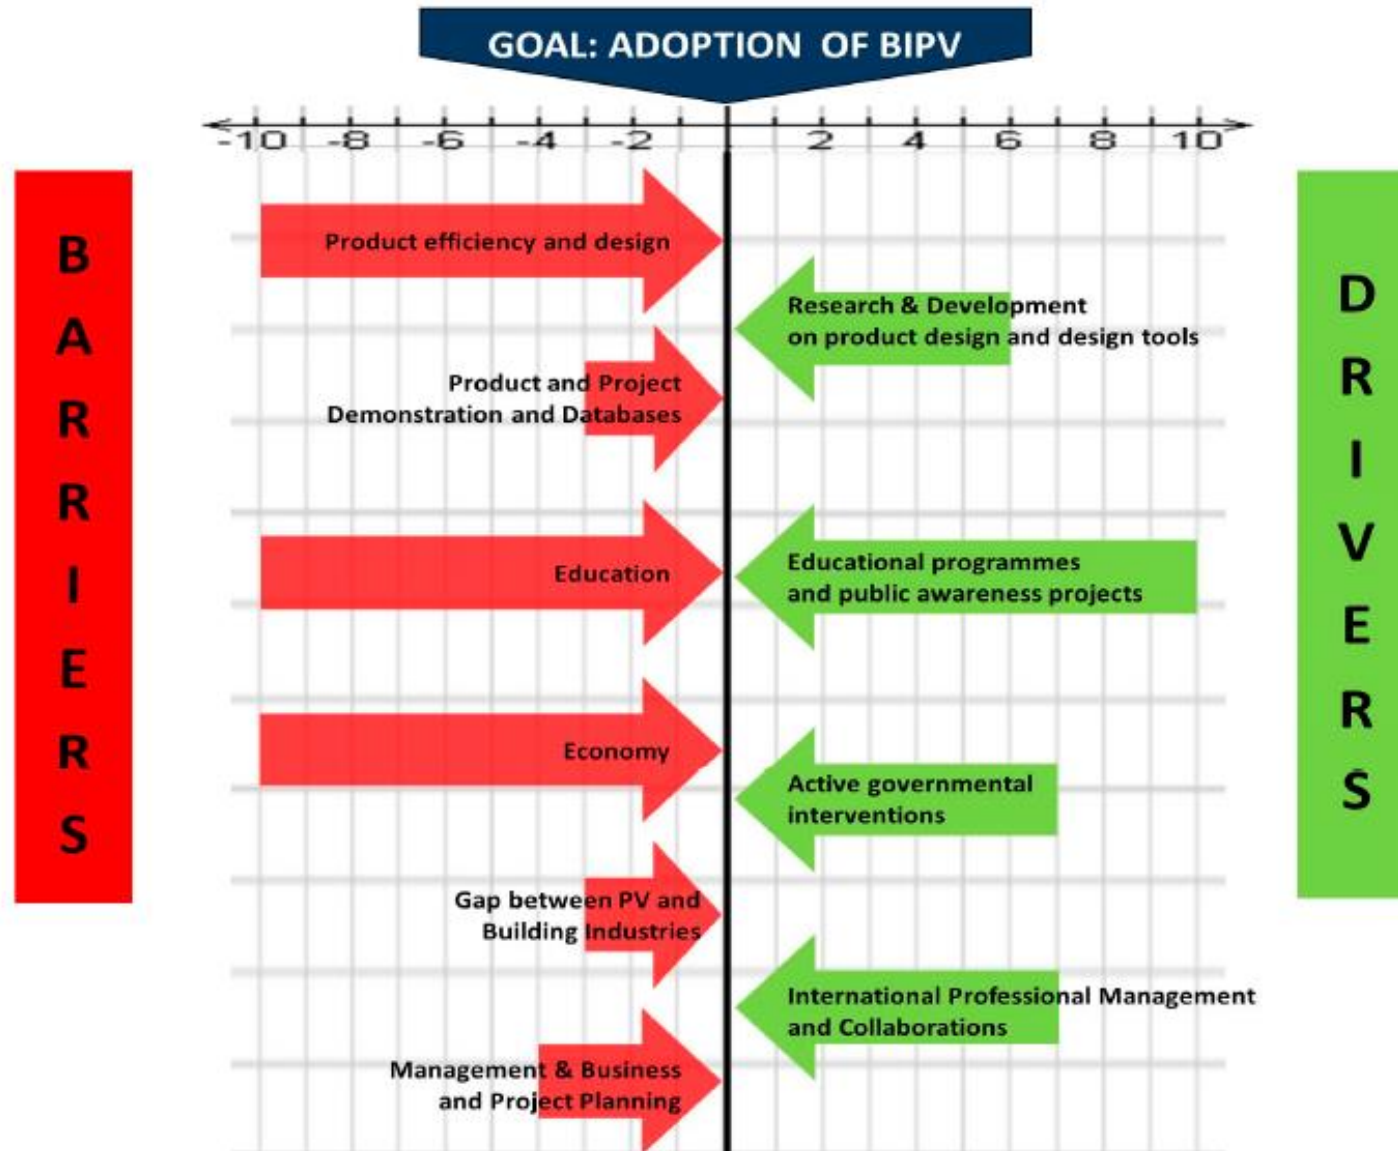 GOAL: ADOPTION OF BIPV
-10 -8 -6 -4 -2 2 4 6 8 10
BARRIERS
Product efficiency and design
Research & Development
on product design and design tools
Product and Project
Demonstration and Databases
Education
Educational programmes
and public awareness projects
Economy
Active governmental
interventions
Gap between PV and
Building Industries
International Professional Management
and Collaborations
Management & Business
and Project Planning
DRIVERS